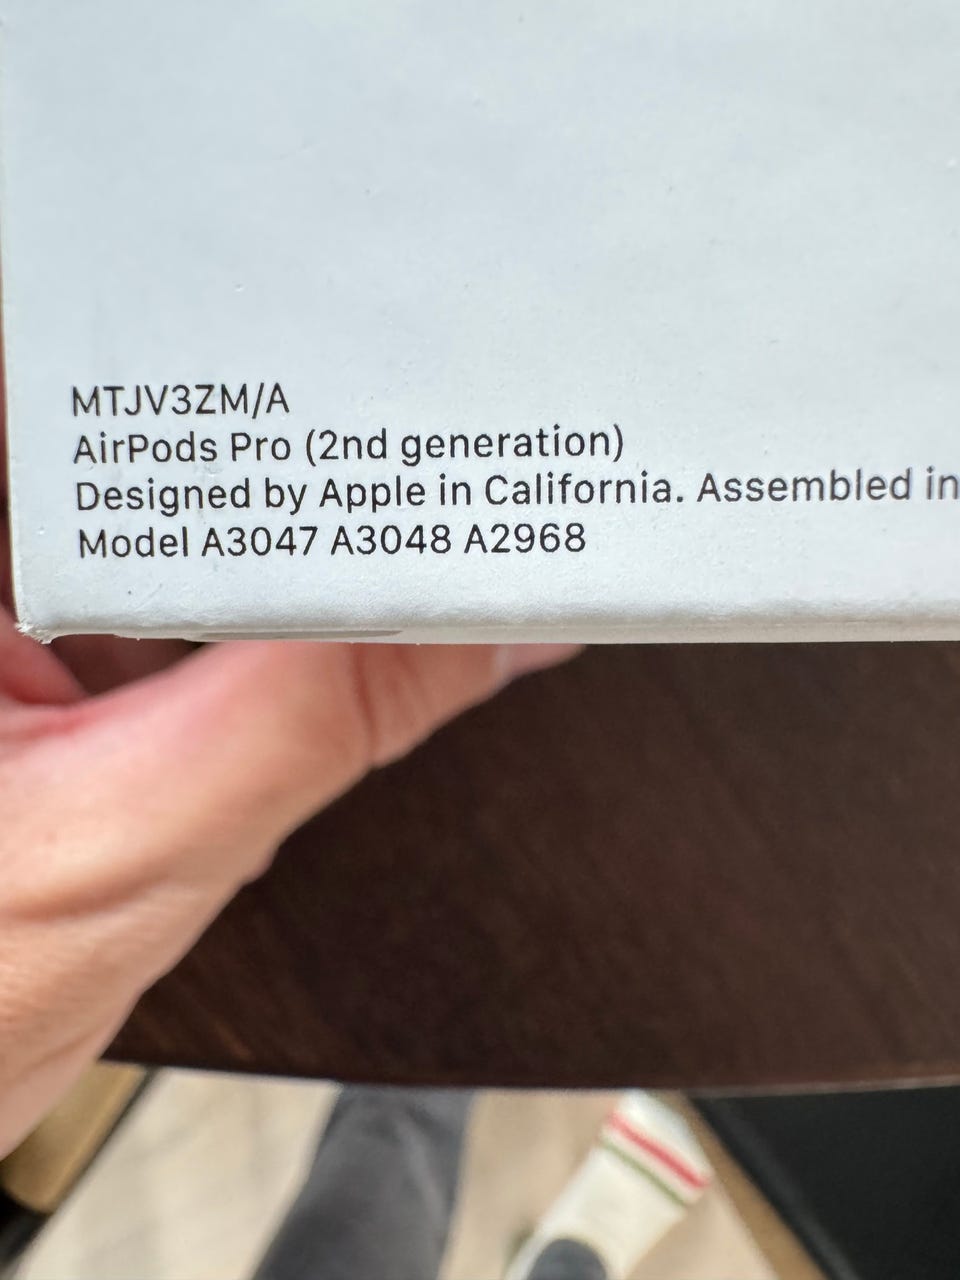 MTJV3ZM/A
AirPods Pro (2nd generation)
Designed by Apple in California. Assembled in
Model A3047 A3048 A2968